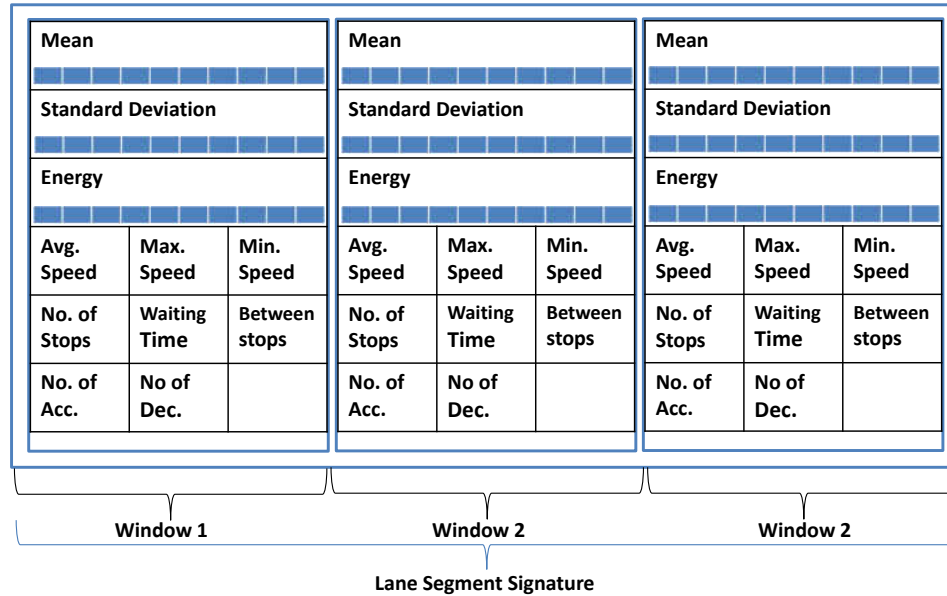 Mean
Standard Deviation
Energy
Avg. Speed
Max. Speed
Min. Speed
No. of Stops
Waiting Time
Between stops
No. of Acc.
No of Dec.
Mean
Standard Deviation
Energy
Avg. Speed
Max. Speed
Min. Speed
No. of Stops
Waiting Time
Between stops
No. of Acc.
No of Dec.
Mean
Standard Deviation
Energy
Avg. Speed
Max. Speed
Min. Speed
No. of Stops
Waiting Time
Between stops
No. of Acc.
No of Dec.
Window 1
Window 2
Window 2
Lane Segment Signature